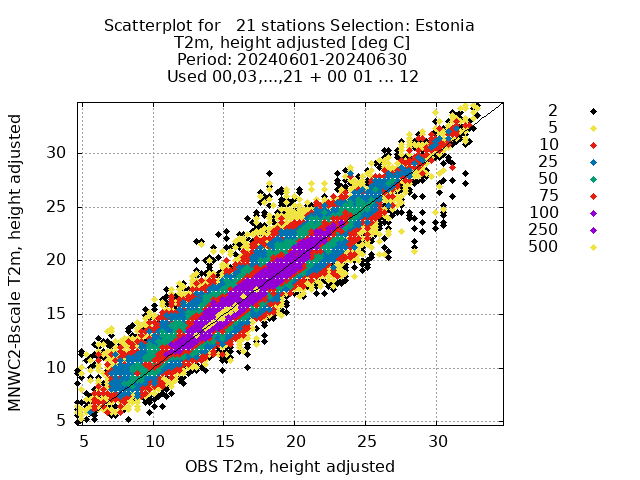 Scatterplot for   21 stations Selection: Estonia
T2m, height adjusted [deg C]
Period: 20240601-20240630
Used 00,03,...,21 + 00 01 ... 12
MNWC2-Bscale T2m, height adjusted
30
25
20
15
10
5
5 10 15 20 25 30
OBS T2m, height adjusted
2
5
10
25
50
75
100
250
500